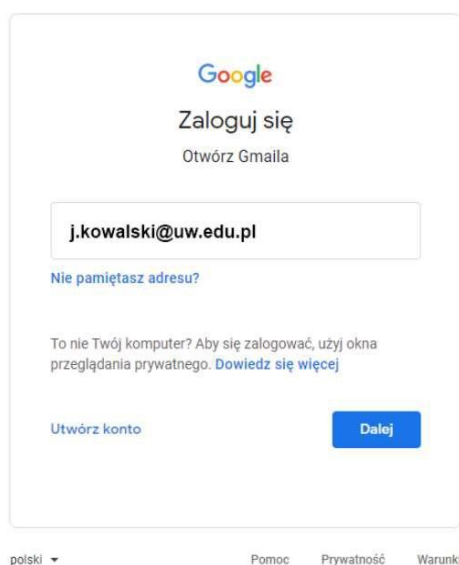 Google
Zaloguj się
Otwórz Gmaila
j.kowalski@uw.edu.pl
Nie pamiętasz adresu?
To nie Twój komputer? Aby się zalogować, użyj okna
przeglądania prywatnego. Dowiedz się więcej
Utwórz konto Dalej
polski Pomoc Prywatność Warunki